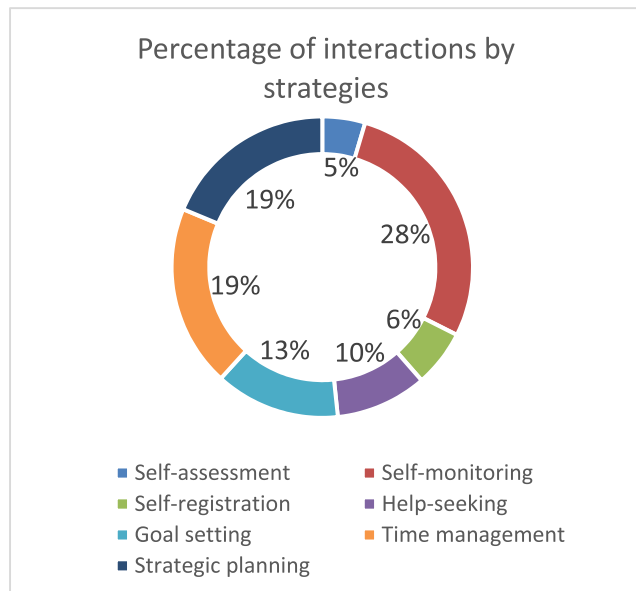 Percentage of interactions by
strategies
5%
28%
6%
10%
13%
19%
19%
Self-assessment
Self-monitoring
Self-registration
Help-seeking
Goal setting
Time management
Strategic planning